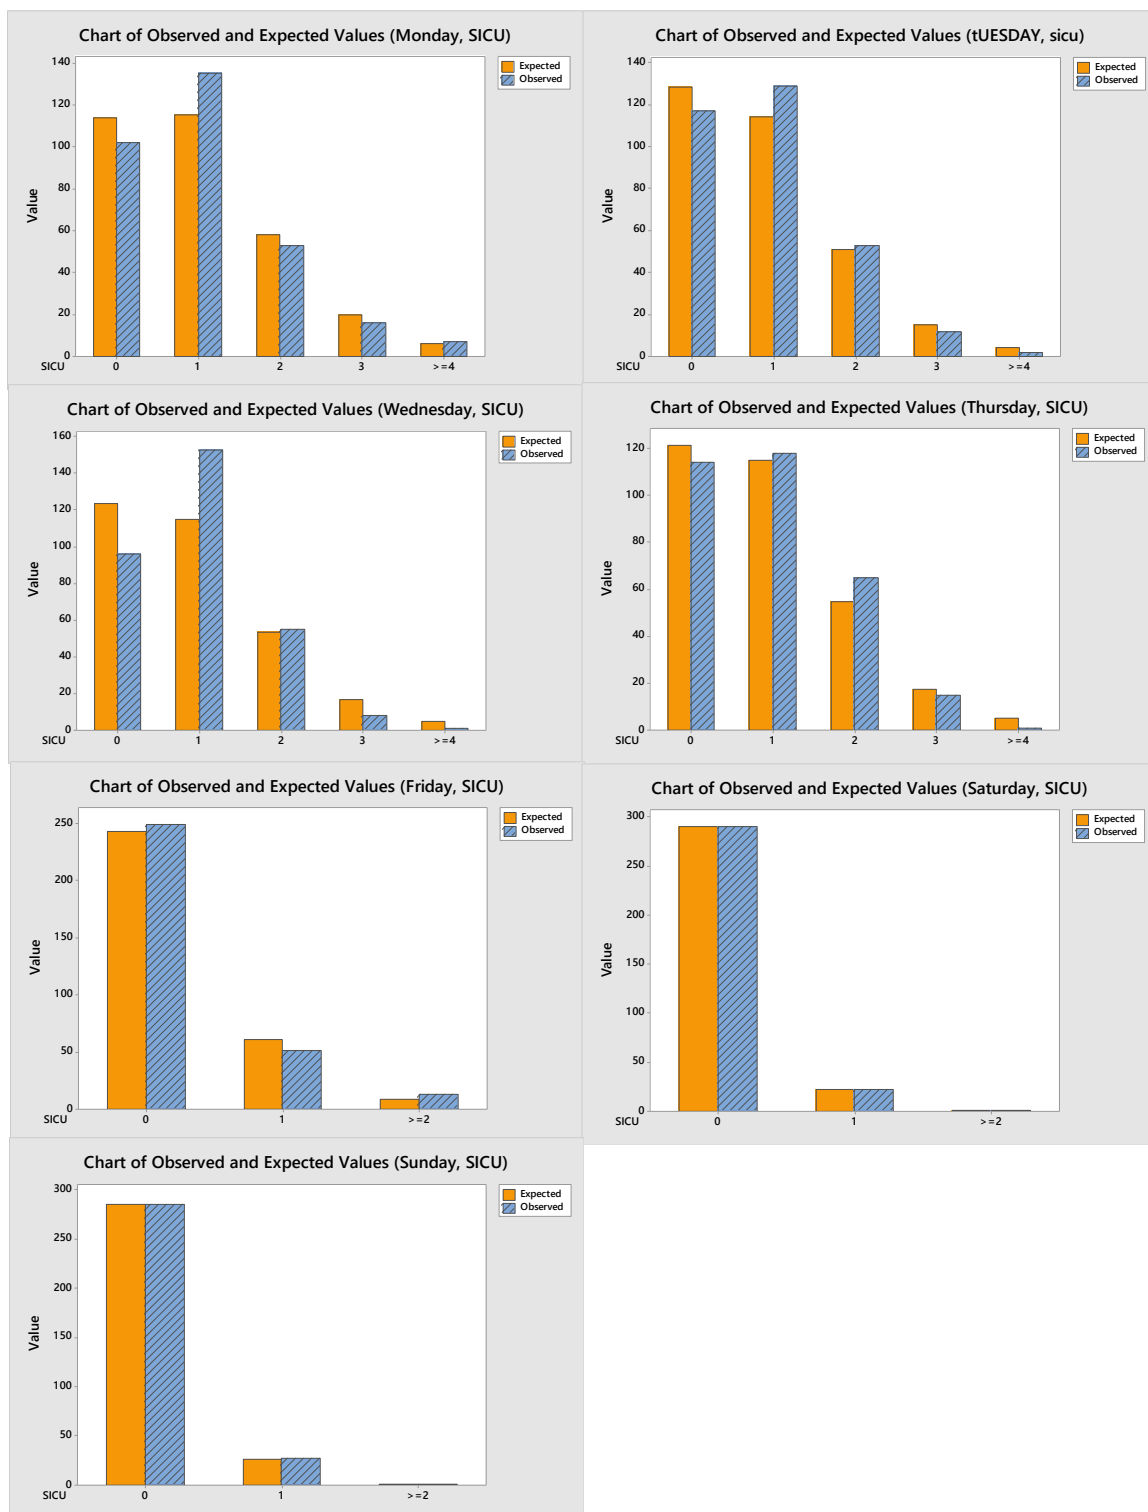 Chart of Observed and Expected Values (Monday, SICU)
Expected
Observed
Value
140
120
100
80
60
40
20
0
SICU 0 1 2 3 >=4
Chart of Observed and Expected Values (tUESDAY, sicu)
Expected
Observed
Value
140
120
100
80
60
40
20
0
SICU 0 1 2 3 >=4
Chart of Observed and Expected Values (Wednesday, SICU)
Expected
Observed
Value
160
140
120
100
80
60
40
20
0
SICU 0 1 2 3 >=4
Chart of Observed and Expected Values (Thursday, SICU)
Expected
Observed
Value
120
100
80
60
40
20
0
SICU 0 1 2 3 >=4
Chart of Observed and Expected Values (Friday, SICU)
Expected
Observed
Value
250
200
150
100
50
0
SICU 0 1 >=2
Chart of Observed and Expected Values (Saturday, SICU)
Expected
Observed
Value
300
250
200
150
100
50
0
SICU 0 1 >=2
Chart of Observed and Expected Values (Sunday, SICU)
Expected
Observed
Value
300
250
200
150
100
50
0
SICU 0 1 >=2